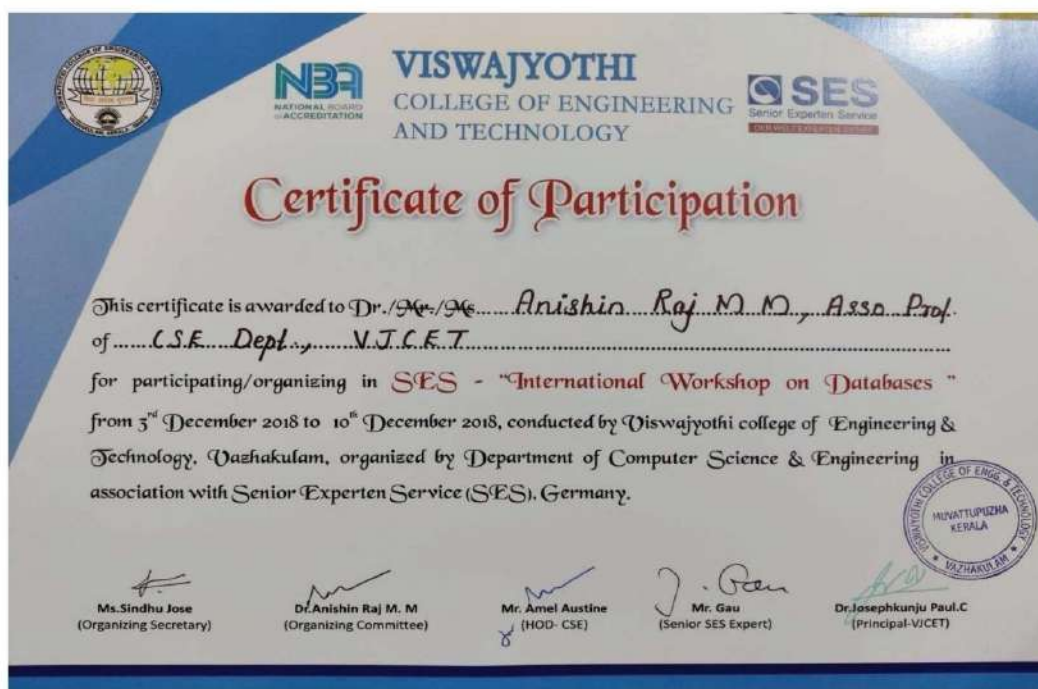 NBA
NATIONAL BOARD
of ACCREDITATION
VISWAJYOTHI
COLLEGE OF ENGINEERING
AND TECHNOLOGY
SES
Senior Experten Service
Certificate of Participation
This certificate is awarded to Dr./Mr./Ms......Anishin Raj M M, Asso Prof.
of ......CSE Dept., VJCET......
for participating/organizing in SES - "International Workshop on Databases "
from 3rd December 2018 to 10th December 2018, conducted by Viswajyothi college of Engineering &
Technology, Vazhakulam, organized by Department of Computer Science & Engineering in
association with Senior Experten Service (SES), Germany.
VISWAJYOTHI COLLEGE OF ENGG. & TECHNOLOGY
MUVATTUPUZHA
KERALA
★ VAZHAKULAM ★
Ms.Sindhu Jose
(Organizing Secretary)
Dr.Anishin Raj M. M
(Organizing Committee)
Mr. Amel Austine
(HOD- CSE)
Mr. Gau
(Senior SES Expert)
Dr.Josephkunju Paul.C
(Principal-VJCET)